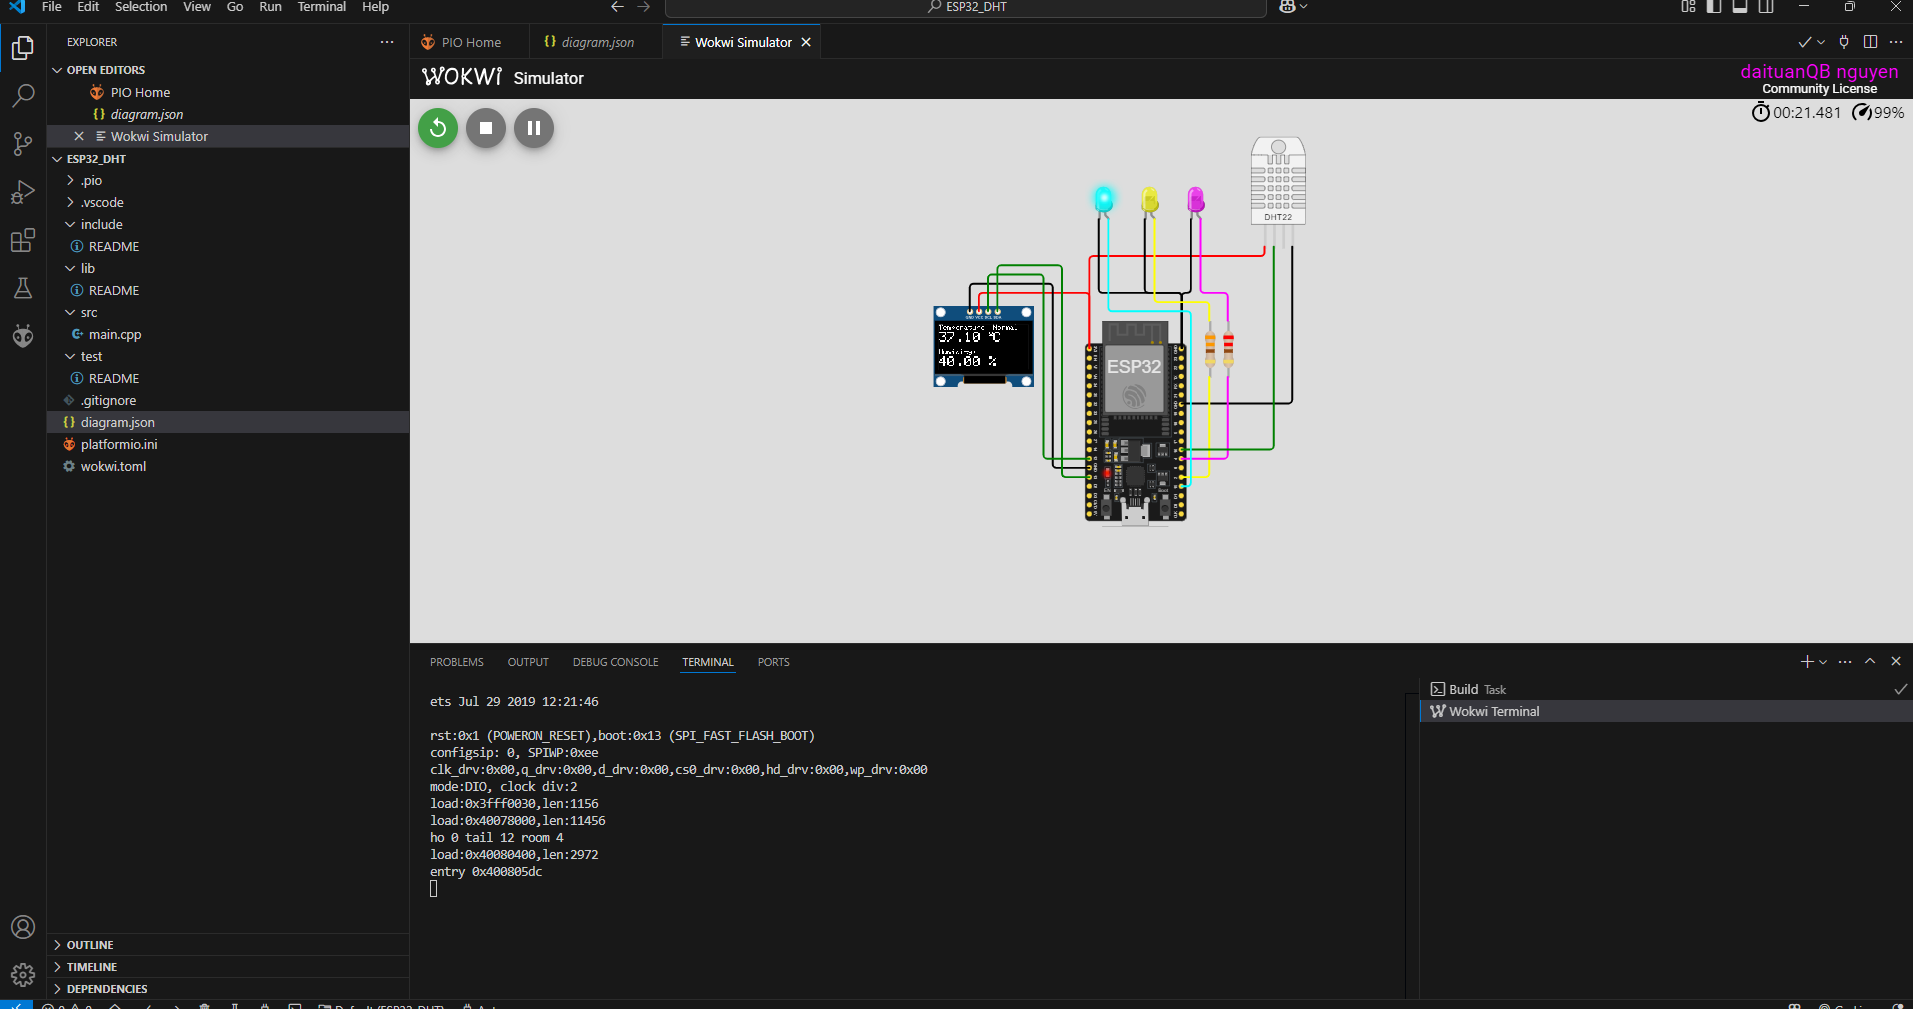 File Edit Selection View Go Run Terminal Help
ESP32_DHT
EXPLORER
OPEN EDITORS
PIO Home
diagram.json
Wokwi Simulator
ESP32_DHT
.pio
.vscode
include
README
lib
README
src
main.cpp
test
README
.gitignore
diagram.json
platformio.ini
wokwi.toml
OUTLINE
TIMELINE
DEPENDENCIES
PIO Home
diagram.json
Wokwi Simulator
WOKWI Simulator
daituanQB nguyen
Community License
00:21.481 99%
DHT22
Temperature Normal
37.10 °C
Humidity:
40.00 %
ESP32
PROBLEMS OUTPUT DEBUG CONSOLE TERMINAL PORTS
ets Jul 29 2019 12:21:46
rst:0x1 (POWERON_RESET),boot:0x13 (SPI_FAST_FLASH_BOOT)
configsip: 0, SPIWP:0xee
clk_drv:0x00,q_drv:0x00,d_drv:0x00,cs0_drv:0x00,hd_drv:0x00,wp_drv:0x00
mode:DIO, clock div:2
load:0x3fff0030,len:1156
load:0x40078000,len:11456
ho 0 tail 12 room 4
load:0x40080400,len:2972
entry 0x400805dc
Build Task
Wokwi Terminal